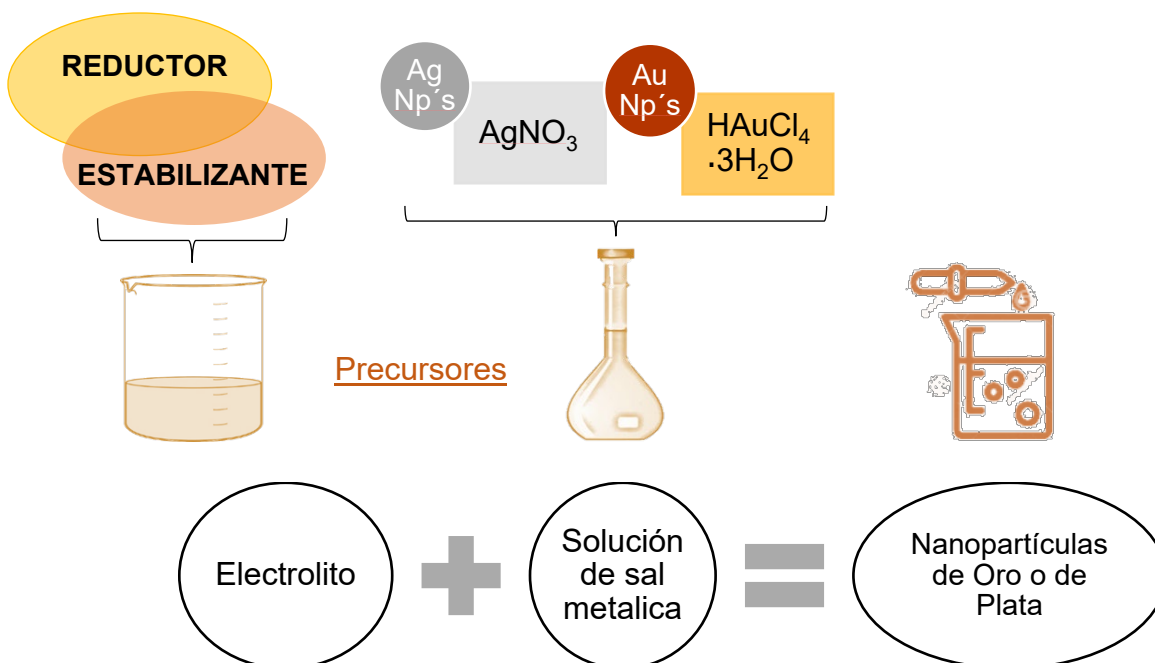 REDUCTOR
ESTABILIZANTE
Ag
Np´s
AgNO₃
Au
Np´s
HAuCl₄
·3H₂O
Precursores
Electrolito
Solución
de sal
metalica
Nanopartículas
de Oro o de
Plata